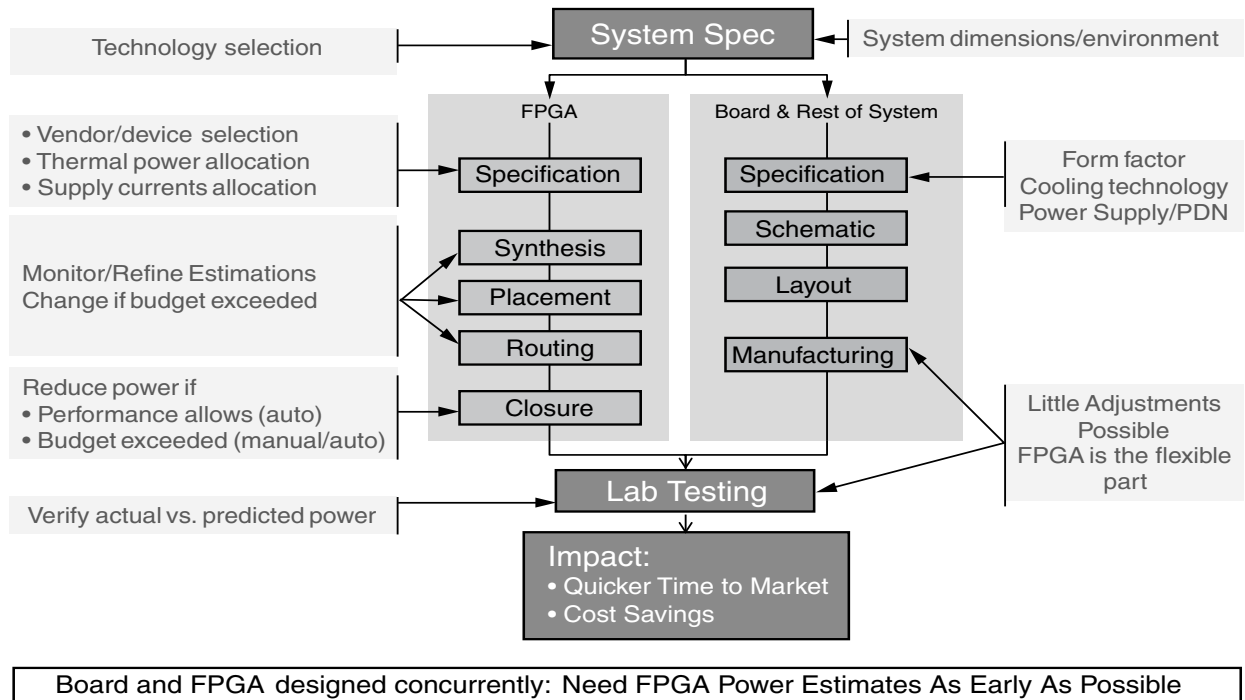 Technology selection
System Spec
System dimensions/environment
FPGA
Board & Rest of System
• Vendor/device selection
• Thermal power allocation
• Supply currents allocation
Specification
Specification
Form factor
Cooling technology
Power Supply/PDN
Schematic
Monitor/Refine Estimations
Change if budget exceeded
Synthesis
Placement
Routing
Layout
Manufacturing
Reduce power if
• Performance allows (auto)
• Budget exceeded (manual/auto)
Closure
Little Adjustments
Possible
FPGA is the flexible
part
Lab Testing
Verify actual vs. predicted power
Impact:
• Quicker Time to Market
• Cost Savings
Board and FPGA designed concurrently: Need FPGA Power Estimates As Early As Possible